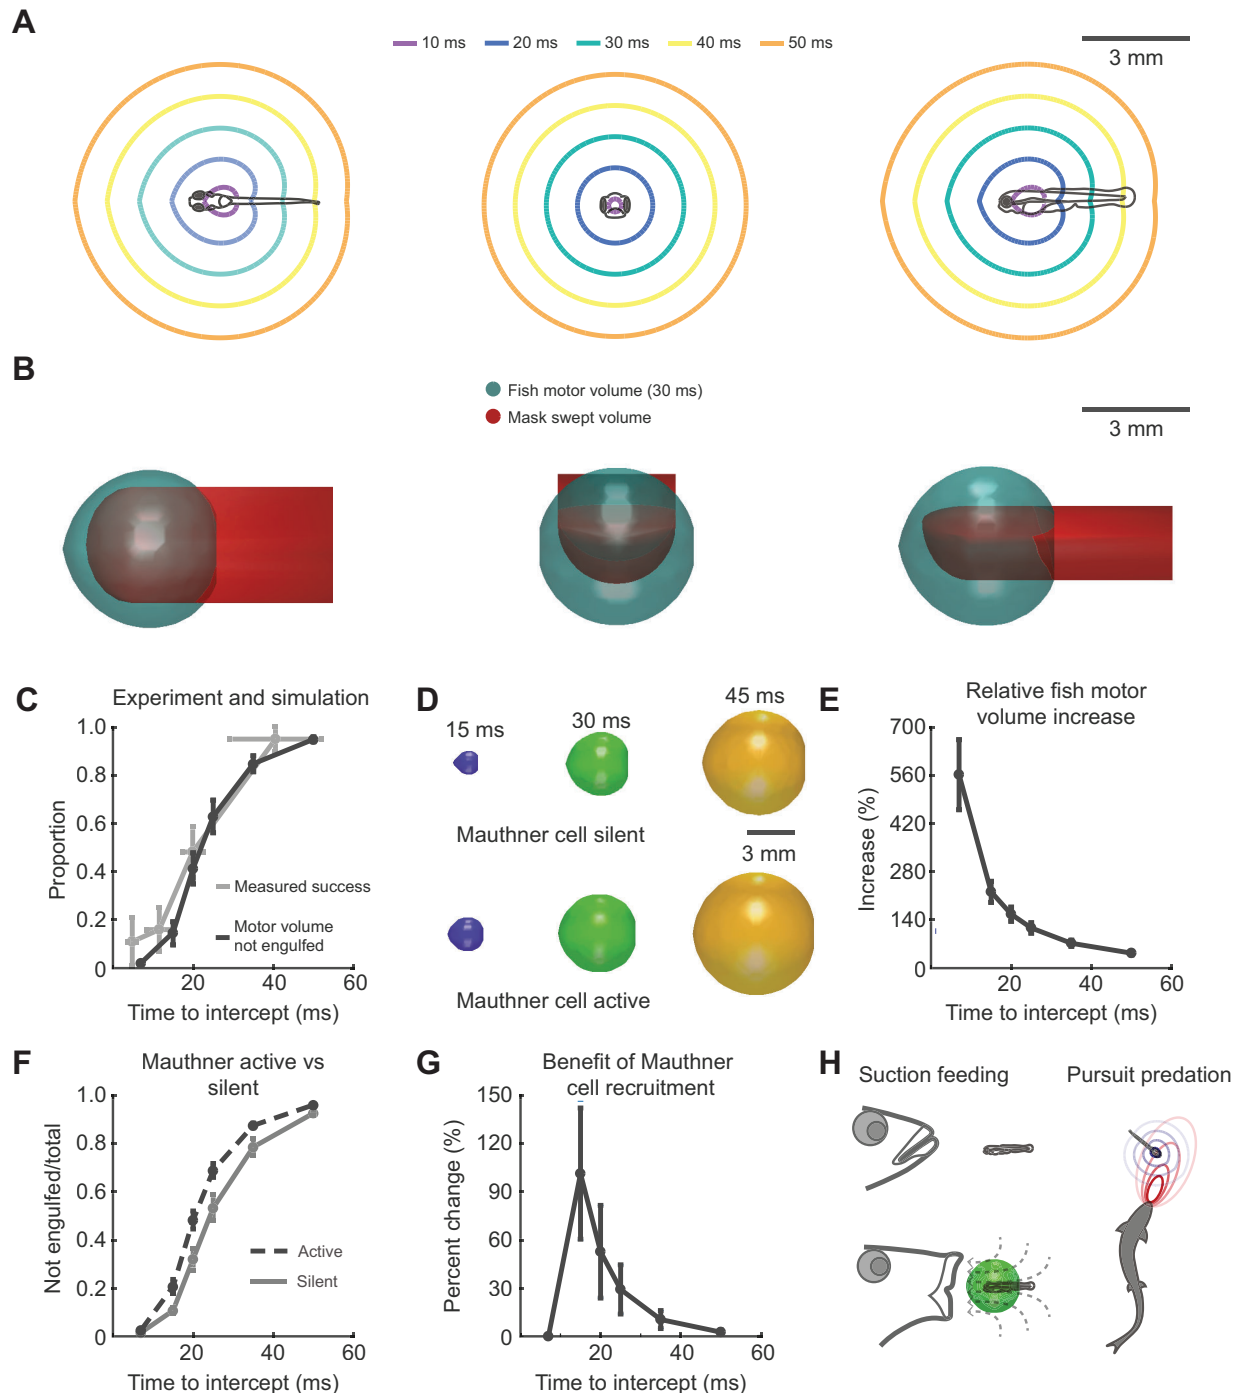 A
10 ms
20 ms
30 ms
40 ms
50 ms
3 mm
B
Fish motor volume (30 ms)
Mask swept volume
3 mm
C
Experiment and simulation
1.0
0.8
0.6
0.4
0.2
0
Proportion
Measured success
Motor volume
not engulfed
20
40
60
Time to intercept (ms)
D
15 ms
30 ms
45 ms
Mauthner cell silent
3 mm
Mauthner cell active
E
Relative fish motor
volume increase
700
560
420
280
140
0
Increase (%)
20
40
60
Time to intercept (ms)
F
Mauthner active vs
silent
1.0
0.8
0.6
0.4
0.2
0
Not engulfed/total
Active
Silent
20
40
60
Time to intercept (ms)
G
Benefit of Mauthner
cell recruitment
150
120
90
60
30
0
Percent change (%)
20
40
60
Time to intercept (ms)
H
Suction feeding
Pursuit predation